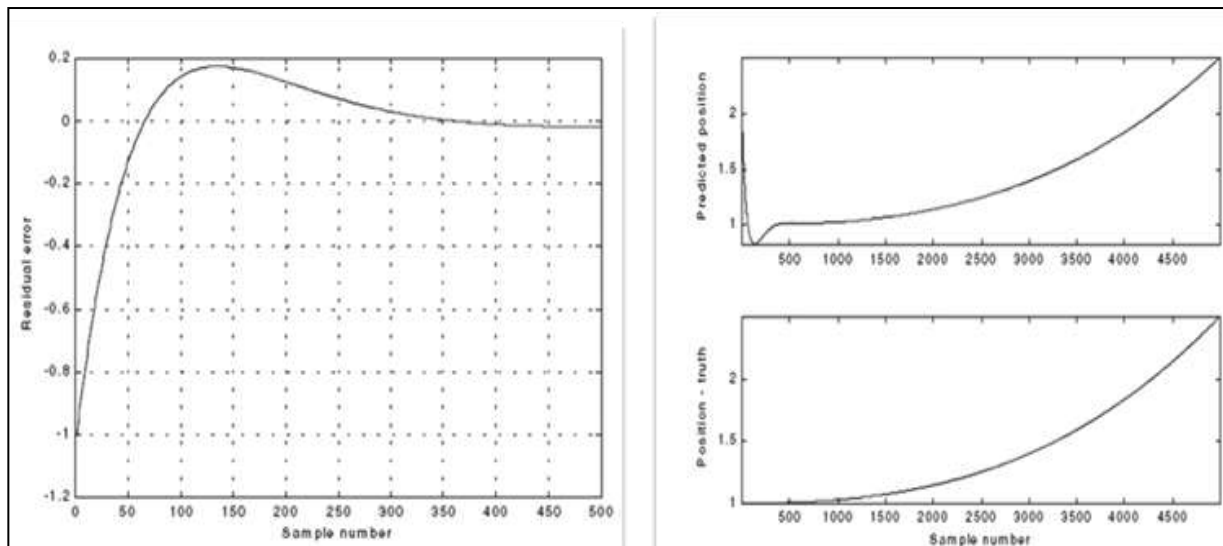 0.2
0
-0.2
-0.4
-0.6
-0.8
-1
-1.2
Residual error
0 50 100 150 200 250 300 350 400 450 500
Sample number
2
1.5
1
Predicted position
500 1000 1500 2000 2500 3000 3500 4000 4500
2
1.5
1
Position - truth
500 1000 1500 2000 2500 3000 3500 4000 4500
Sample number